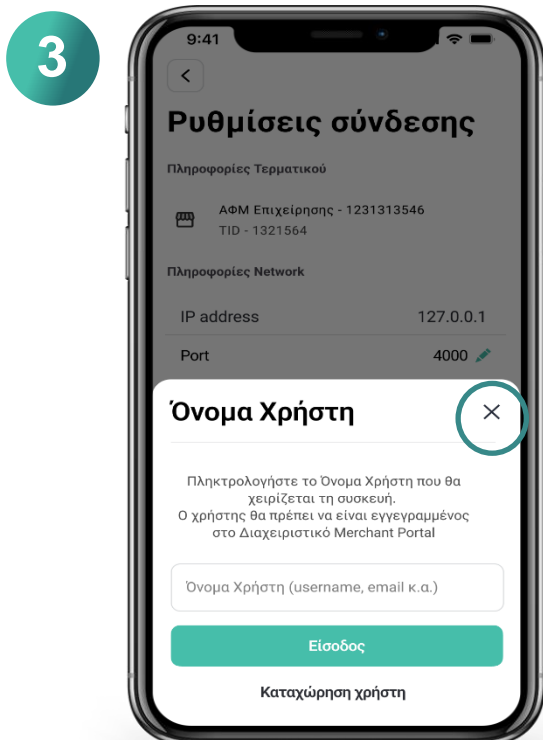 3
9:41
Ρυθμίσεις σύνδεσης
Πληροφορίες Τερματικού
ΑΦΜ Επιχείρησης - 1231313546
TID - 1321564
Πληροφορίες Network
IP address 127.0.0.1
Port 4000
Όνομα Χρήστη
Πληκτρολογήστε το Όνομα Χρήστη που θα
χειρίζεται τη συσκευή.
Ο χρήστης θα πρέπει να είναι εγγεγραμμένος
στο Διαχειριστικό Merchant Portal
Όνομα Χρήστη (username, email κ.α.)
Είσοδος
Καταχώρηση χρήστη